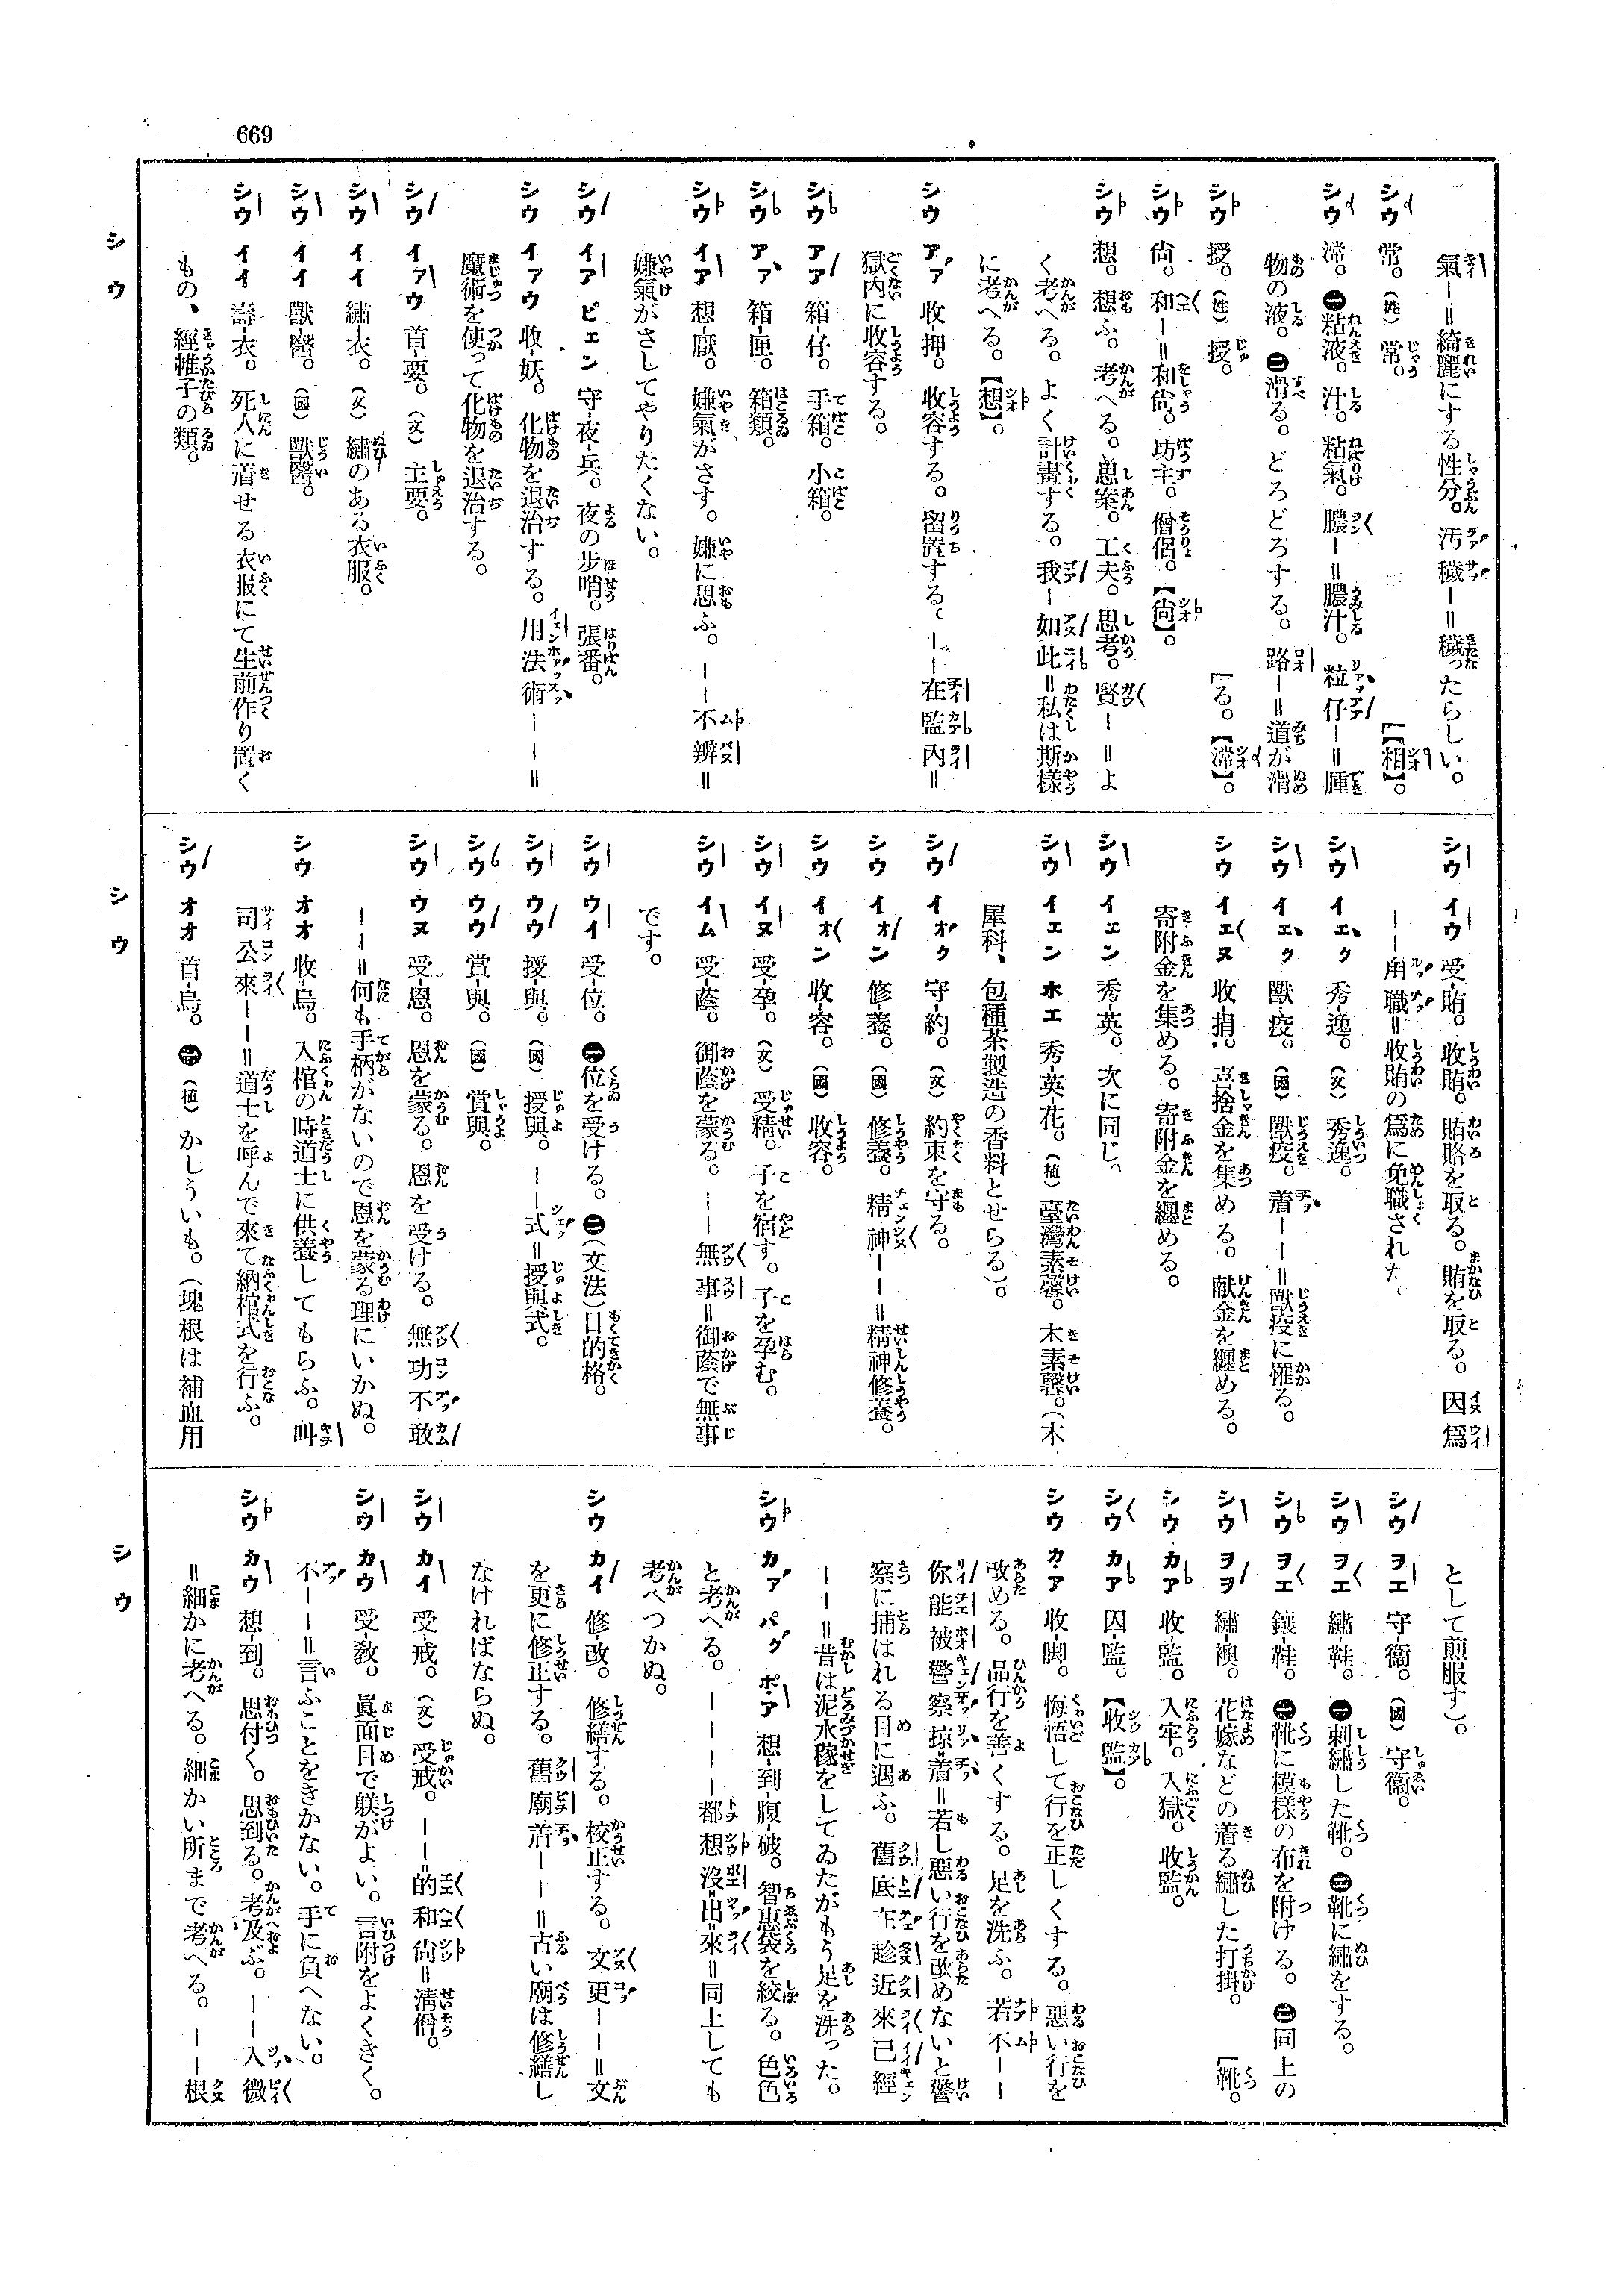 669
氣ー＝綺麗にする性分。汚穢ー＝穢つたらしい。
シウ 常。（姓）常。【相】。
シウ 滯。㊀粘液。汁。粘氣。膿ー＝膿汁。粒仔ー＝腫
物の液。㊁滑る。どろどろする。路ー＝道が滑
シウ 授。（姓）授。［る。【滯】。
シウ 尙。和ー＝和尙。坊主。僧侶。【尙】。
シウ 想。想ふ。考へる。思案。工夫。思考。賢ー＝よ
く考へる。よく計畫する。我ー如此＝私は斯樣
に考へる。【想】。
シウ アァ 收-押。收容する。留置する。ーー在監內＝
獄內に收容する。
シウ アア 箱-仔。手箱。小箱。
シウ アァ 箱-匣。箱類。
シウ イア 想-厭。嫌氣がさす。嫌に思ふ。ーー不辨＝
嫌氣がさしてやりたくない。
シウ イア ピェン 守-夜-兵。夜の步哨。張番。
シウ イァウ 收-妖。化物を退治する。用法術ーー＝
魔術を使って化物を退治する。
シウ イァウ 首-要。（文）主要。
シウ イイ 繡-衣。（文）繡のある衣服。
シウ イイ 獸-醫。（國）獸醫。
シウ イイ 壽-衣。死人に着せる衣服にて生前作り置く
もの、經帷子の類。
シウ イウ 受-賄。收賄。賄賂を取る。賄を取る。因爲
ーー角職＝收賄の爲に免職された。
シウ イェク 秀-逸。（文）秀逸。
シウ イェク 獸-疫。（國）獸疫。着ーー＝獸疫に罹る。
シウ イェヌ 收-捐。喜捨金を集める。献金を纏める。
寄附金を集める。寄附金を纏める。
シウ イェン 秀-英。次に同じ。
シウ イェン ホエ 秀-英-花。（植）臺灣素馨。木素馨。（木
犀科、包種茶製造の香料とせらる）。
シウ イオク 守-約。（文）約束を守る。
シウ イオン 修-養。（國）修養。精神ーー＝精神修養。
シウ イオン 收-容。（國）收容。
シウ イヌ 受-孕。（文）受精。子を宿す。子を孕む。
シウ イム 受-蔭。御蔭を蒙る。ーー無事＝御蔭で無事
です。
シウ ウイ 受-位。㊀位を受ける。㊁（文法）目的格。
シウ ウウ 授-與。（國）授與。ーー式＝授與式。
シウ ウウ 賞-與。（國）賞與。
シウ ウヌ 受-恩。恩を蒙る。恩を受ける。無功不敢
ーー＝何も手柄がないので恩を蒙る理にいかぬ。
シウ オオ 收-烏。入棺の時道士に供養してもらふ。叫
司公來ーー＝道士を呼んで來て納棺式を行ふ。
シウ オオ 首-烏。㊀（植）かしういも。（塊根は補血用
として煎服す）。
シウ ヲエ 守-衞。（國）守衞。
シウ ヲエ 繡-鞋。㊀刺繡した靴。㊁靴に繡をする。
シウ ヲエ 鑲-鞋。㊀靴に模樣の布を附ける。㊁同上の
シウ ヲヲ 繡-襖。花嫁などの着る繡した打掛。［靴。
シウ カア 收-監。入牢。入獄。收監。
シウ カア 囚-監。【收監】。
シウ カ・ア 收-脚。悔悟して行を正しくする。惡い行を
改める。品行を善くする。足を洗ふ。若不ーー
你能被警察掠着＝若し惡い行を改めないと警
察に捕はれる目に遇ふ。舊底在趁近來已經
ーー＝昔は泥水稼をしてゐたがもう足を洗つた。
シウ カ・ア パク ポ・ア 想-到-腹-破。智惠袋を絞る。色色
と考へる。ーーーー都想沒出來＝同上しても
考へつかぬ。
シウ カイ 修-改。修繕する。校正する。文更ーー＝文
を更に修正する。舊廟着ーー＝古い廟は修繕し
なければならぬ。
シウ カイ 受-戒。（文）受戒。ーー的和尙＝淸僧。
シウ カウ 受-敎。眞面目で躾がよい。言附をよくきく。
不ーー＝言ふことをきかない。手に負へない。
シウ カウ 想-到。思付く。思到る。考及ぶ。ーー入微
＝細かに考へる。細かい所まで考へる。ーー根
シウ
シウ
シウ